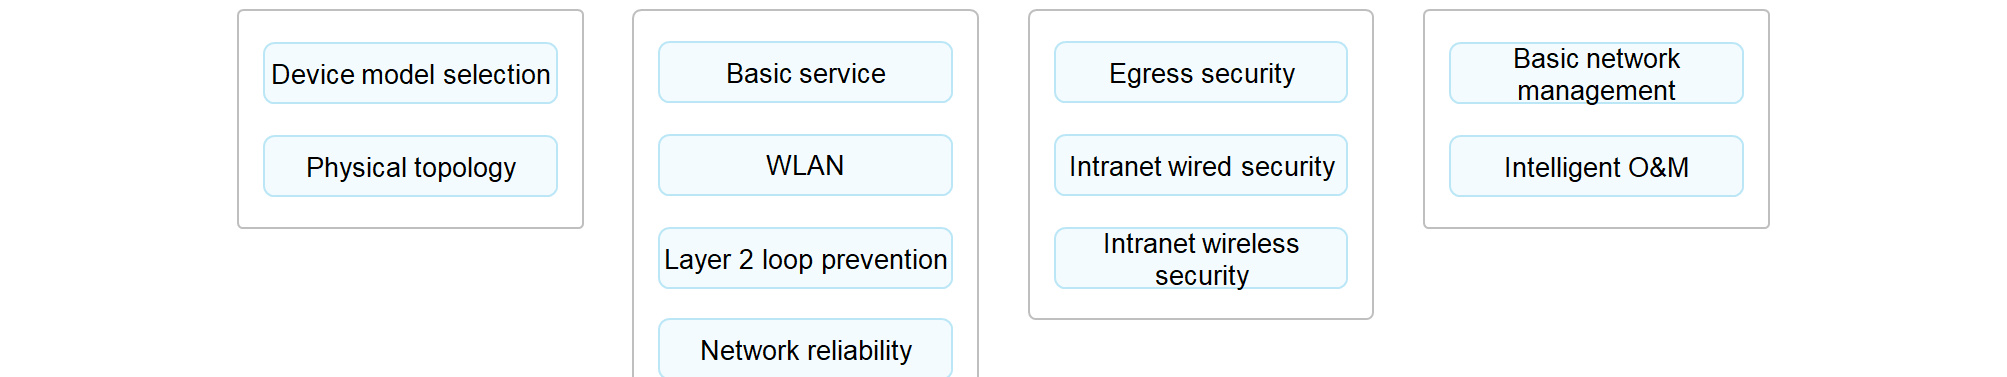 Device model selection
Physical topology
Basic service
WLAN
Layer 2 loop prevention
Network reliability
Egress security
Intranet wired security
Intranet wireless
security
Basic network
management
Intelligent O&M